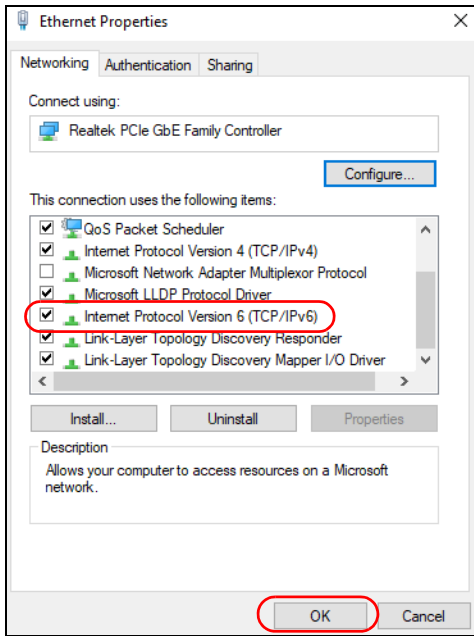 Ethernet Properties
Networking Authentication Sharing
Connect using:
Realtek PCIe GbE Family Controller
Configure...
This connection uses the following items:
QoS Packet Scheduler
Internet Protocol Version 4 (TCP/IPv4)
Microsoft Network Adapter Multiplexor Protocol
Microsoft LLDP Protocol Driver
Internet Protocol Version 6 (TCP/IPv6)
Link-Layer Topology Discovery Responder
Link-Layer Topology Discovery Mapper I/O Driver
Install... Uninstall Properties
Description
Allows your computer to access resources on a Microsoft
network.
OK Cancel